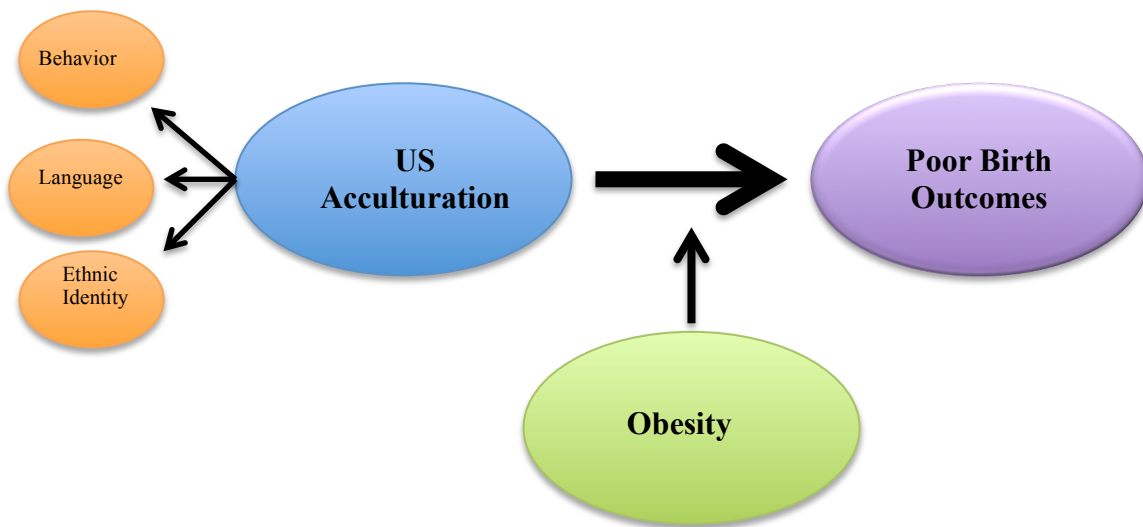 Behavior
Language
Ethnic
Identity
US
Acculturation
Poor Birth
Outcomes
Obesity